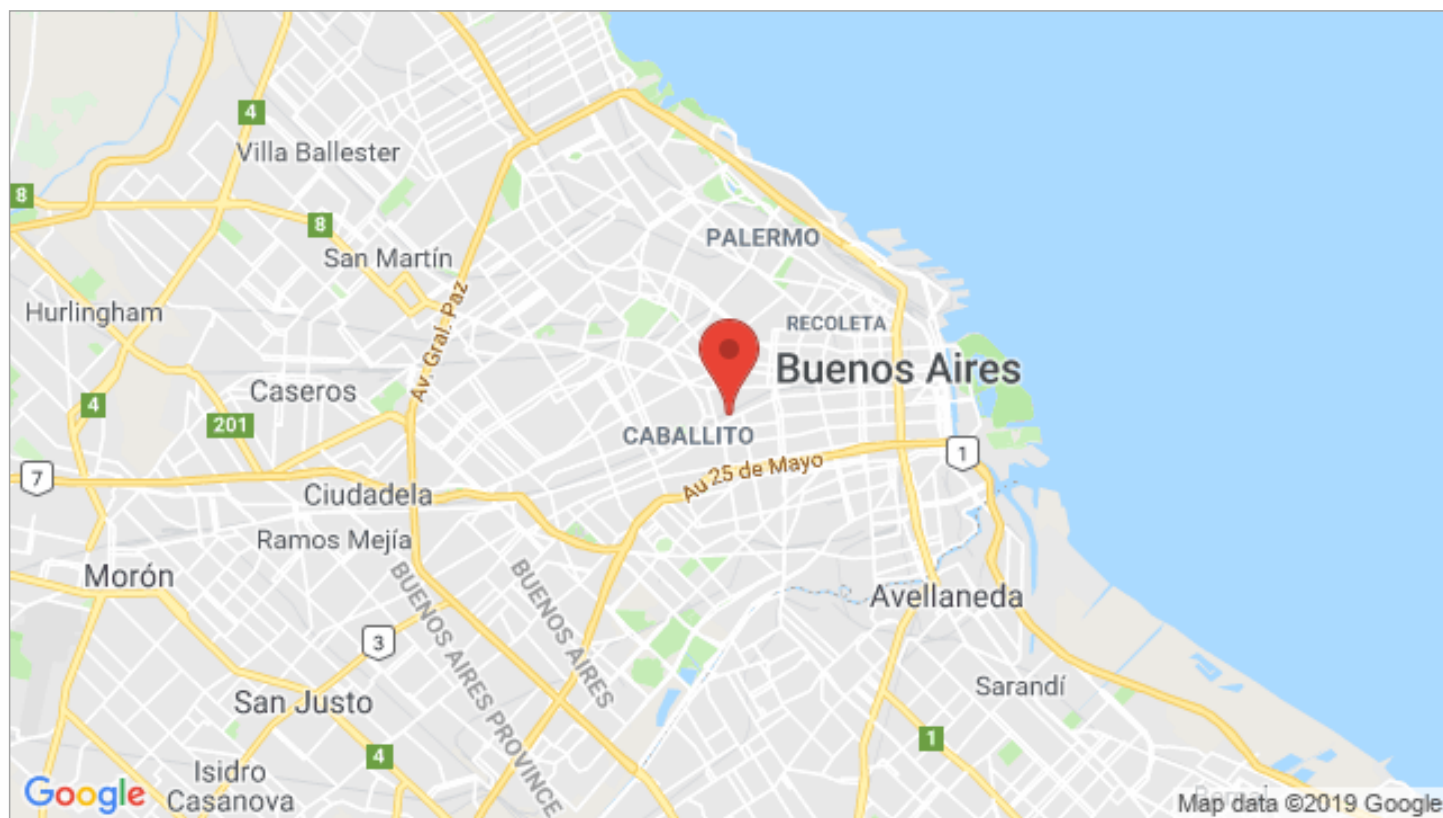 4
Villa Ballester
8
8
PALERMO
San Martín
Av. Gral. Paz
Hurlingham
RECOLETA
Buenos Aires
Caseros
4
201
CABALLITO
1
Au 25 de Mayo
7
Ciudadela
Ramos Mejía
Morón
BUENOS AIRES
BUENOS AIRES PROVINCE
Avellaneda
3
Sarandí
San Justo
1
4
Isidro
Casanova
Google
Bernal
Map data ©2019 Google